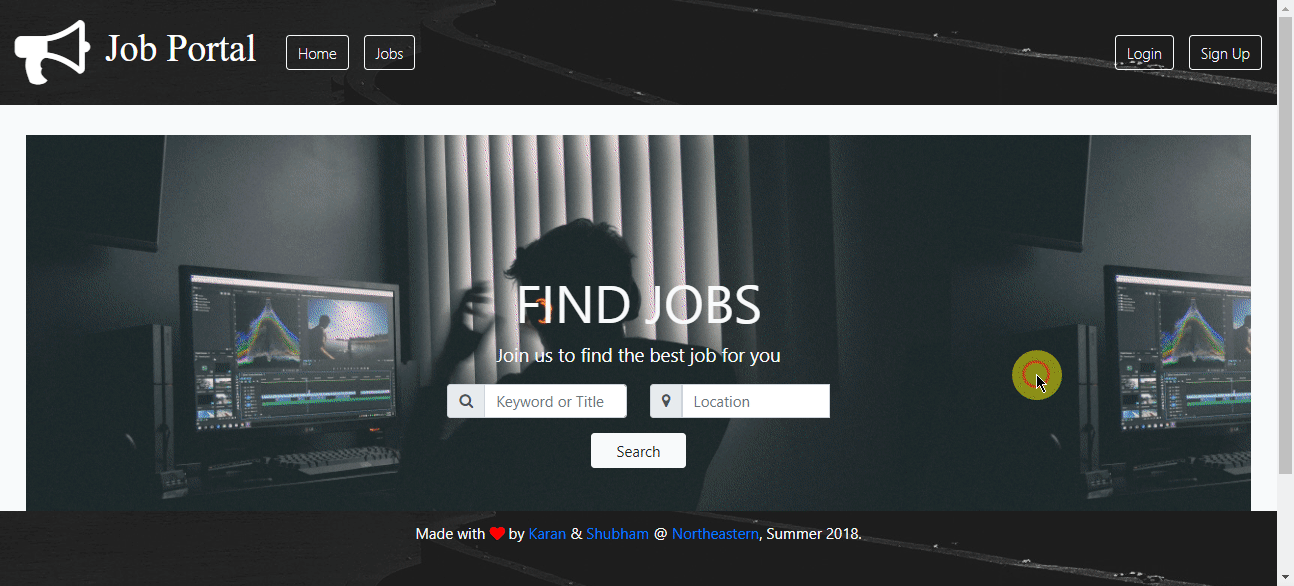 Job Portal
Home
Jobs
Login
Sign Up
FIND JOBS
Join us to find the best job for you
Keyword or Title
Location
Search
Made with ❤ by Karan & Shubham @ Northeastern, Summer 2018.